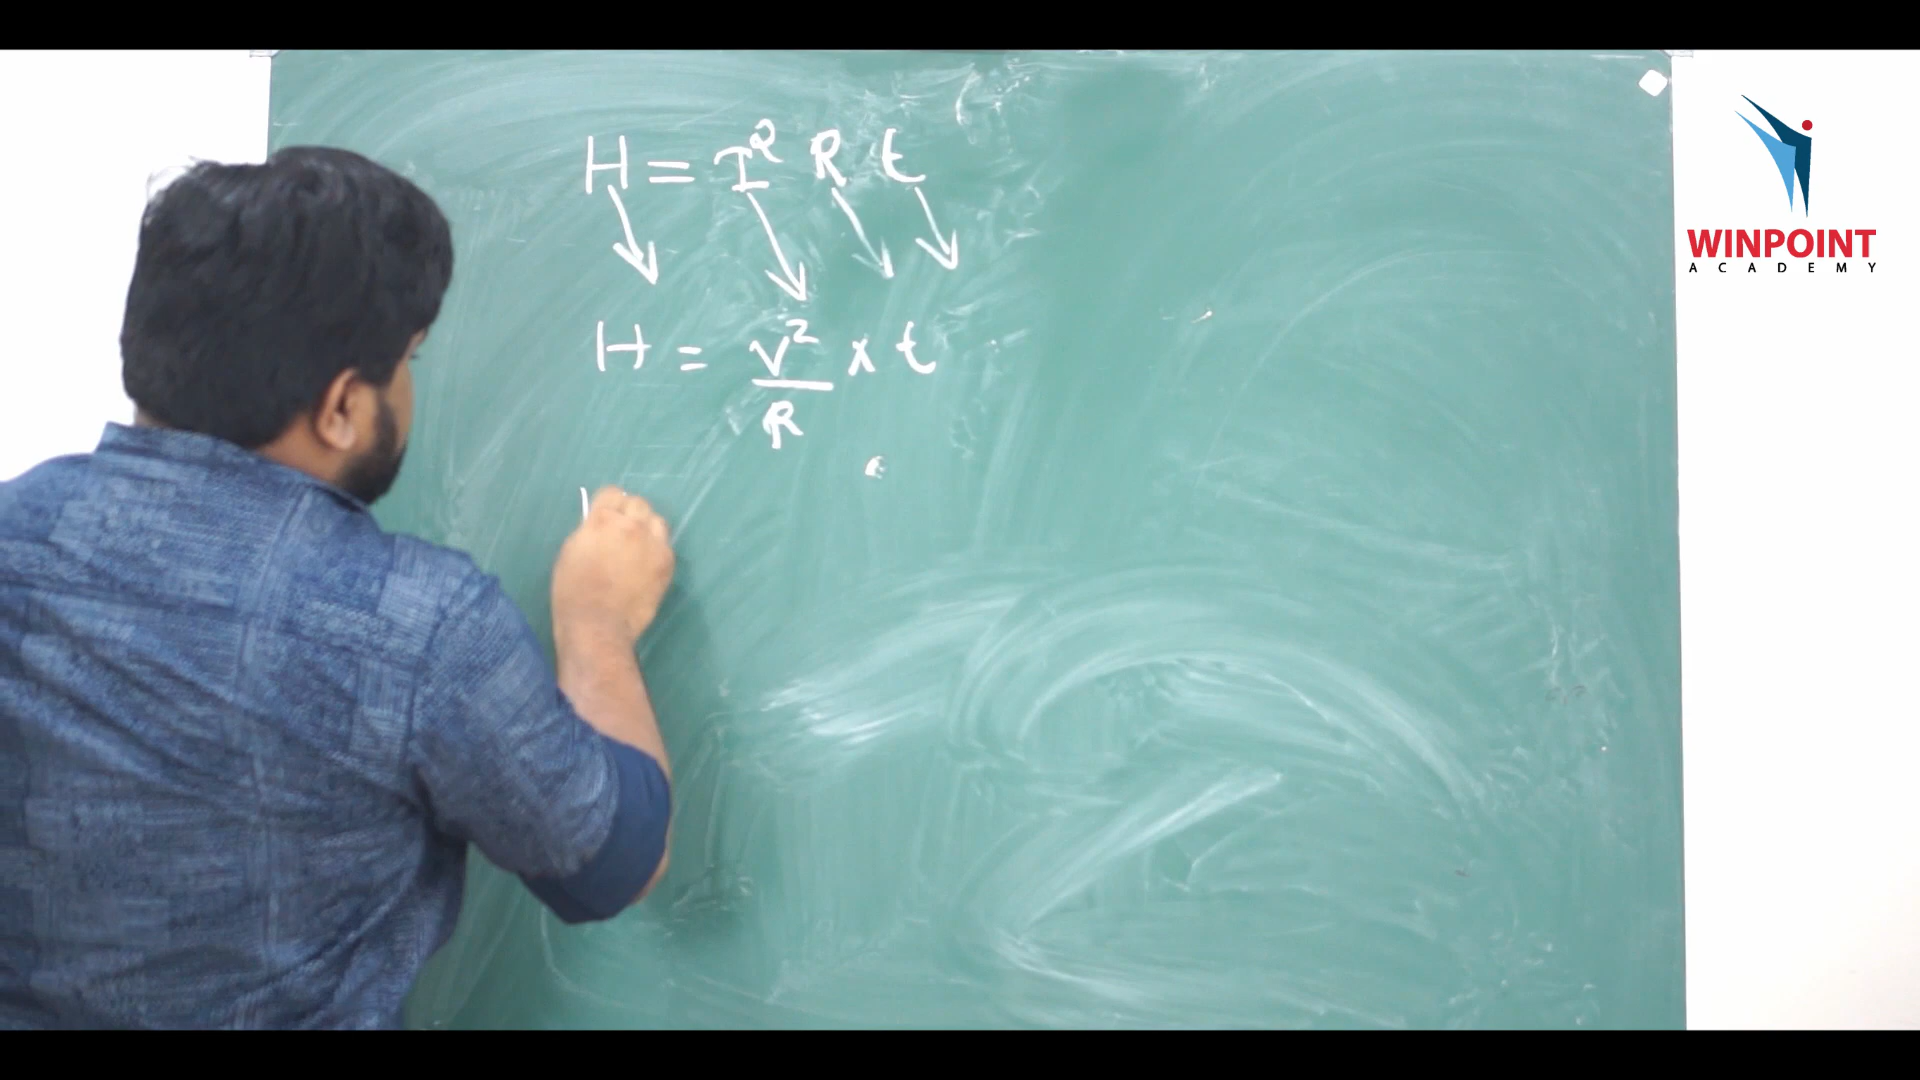 H = I² R t
H = V²/R x t
WINPOINT
ACADEMY